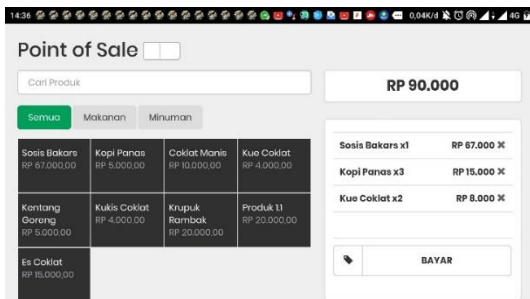 14:36
0,04K/d
4G
Point of Sale
Cari Produk
RP 90.000
Semua
Makanan
Minuman
Sosis Bakars
RP 67.000,00
Kopi Panas
RP 5.000,00
Coklat Manis
RP 10.000,00
Kue Coklat
RP 4.000,00
Kentang
Goreng
RP 5.000,00
Kukis Coklat
RP 4.000,00
Krupuk
Rambak
RP 20.000,00
Produk 1.1
RP 20.000,00
Es Coklat
RP 15.000,00
Sosis Bakars x1 RP 67.000
Kopi Panas x3 RP 15.000
Kue Coklat x2 RP 8.000
BAYAR